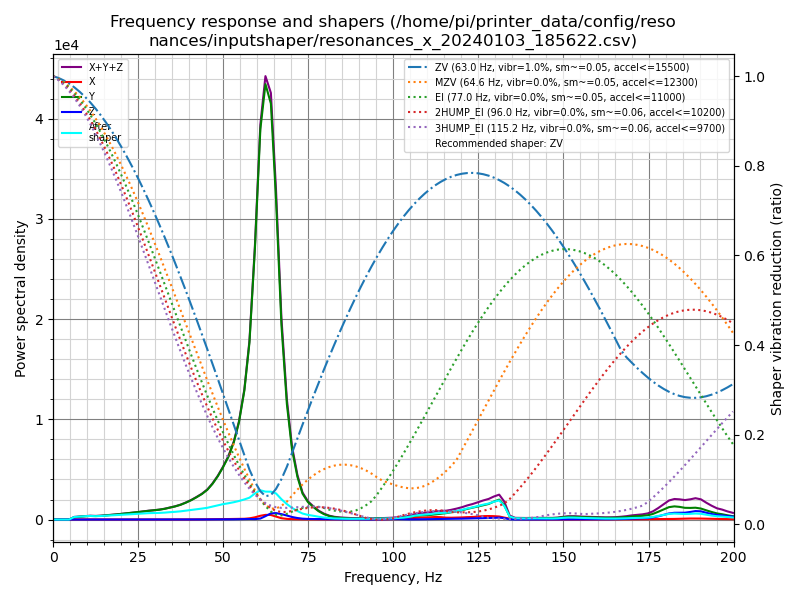 Frequency response and shapers (/home/pi/printer_data/config/reso
nances/inputshaper/resonances_x_20240103_185622.csv)
1e4
X+Y+Z
X
Y
Z
After
shaper
ZV (63.0 Hz, vibr=1.0%, sm~=0.05, accel<=15500)
MZV (64.6 Hz, vibr=0.0%, sm~=0.05, accel<=12300)
EI (77.0 Hz, vibr=0.0%, sm~=0.05, accel<=11000)
2HUMP_EI (96.0 Hz, vibr=0.0%, sm~=0.06, accel<=10200)
3HUMP_EI (115.2 Hz, vibr=0.0%, sm~=0.06, accel<=9700)
Recommended shaper: ZV
Power spectral density
4
3
2
1
0
1.0
0.8
0.6
0.4
0.2
0.0
Shaper vibration reduction (ratio)
0 25 50 75 100 125 150 175 200
Frequency, Hz